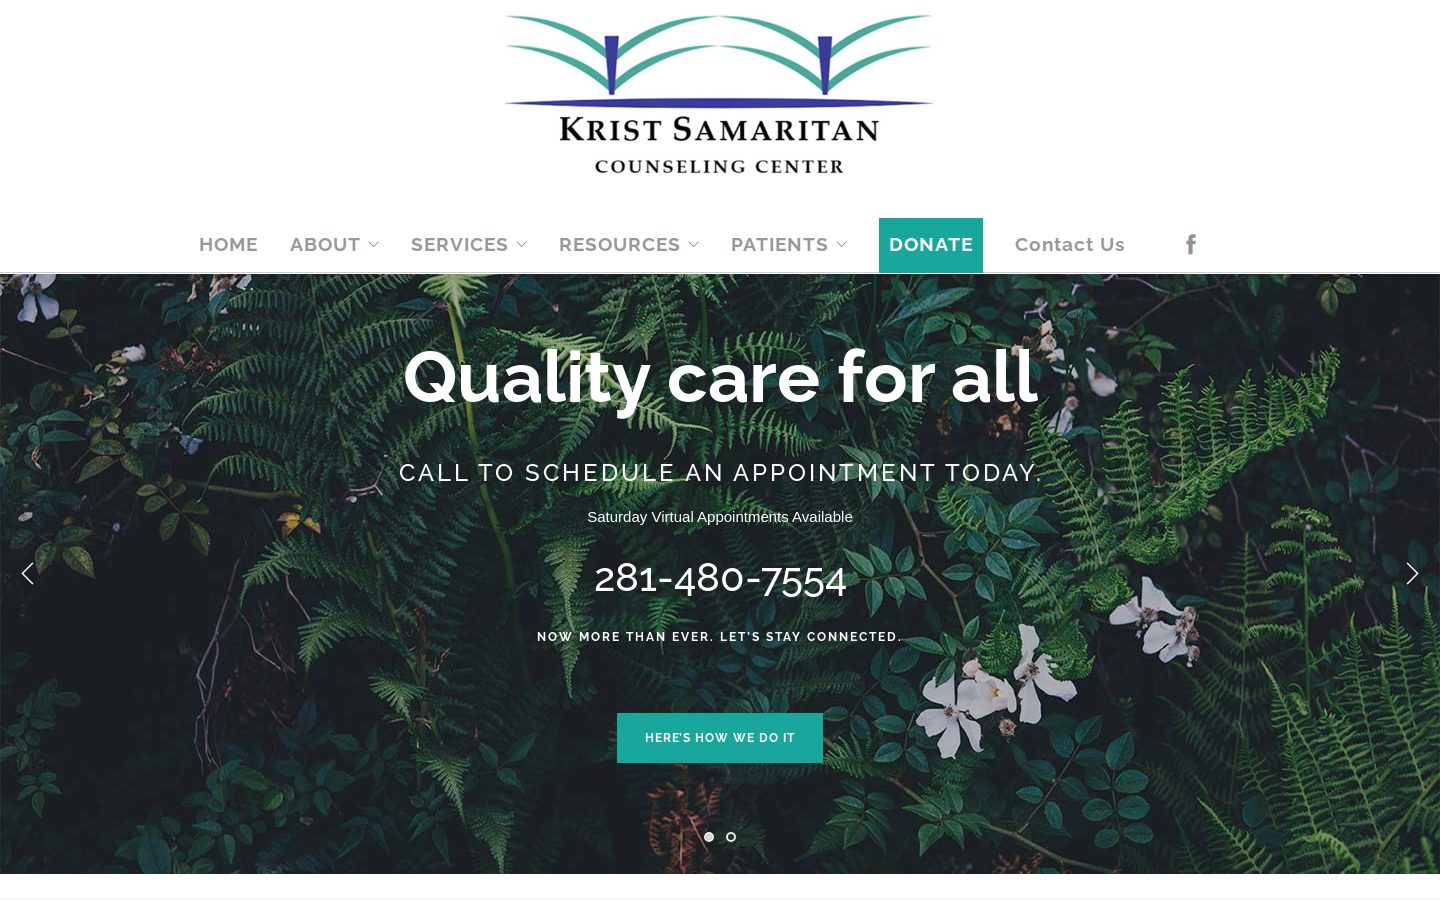 KRIST SAMARITAN
COUNSELING CENTER
HOME ABOUT SERVICES RESOURCES PATIENTS DONATE Contact Us
Quality care for all
CALL TO SCHEDULE AN APPOINTMENT TODAY.
Saturday Virtual Appointments Available
281-480-7554
NOW MORE THAN EVER. LET'S STAY CONNECTED.
HERE'S HOW WE DO IT